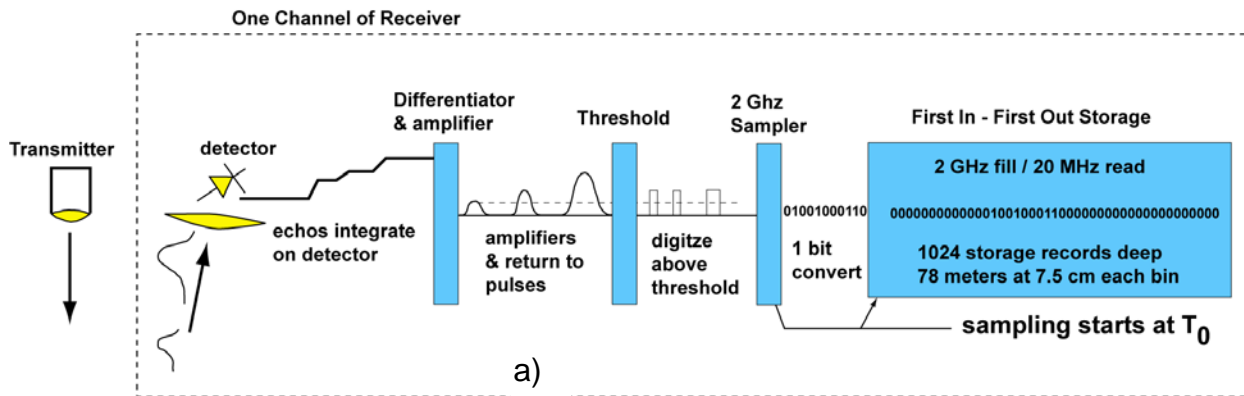 One Channel of Receiver
Transmitter
detector
echos integrate
on detector
Differentiator
& amplifier
amplifiers
& return to
pulses
Threshold
digitze
above
threshold
2 Ghz
Sampler
01001000110
1 bit
convert
First In - First Out Storage
2 GHz fill / 20 MHz read
0000000000000100100011000000000000000000000
1024 storage records deep
78 meters at 7.5 cm each bin
sampling starts at T0
a)